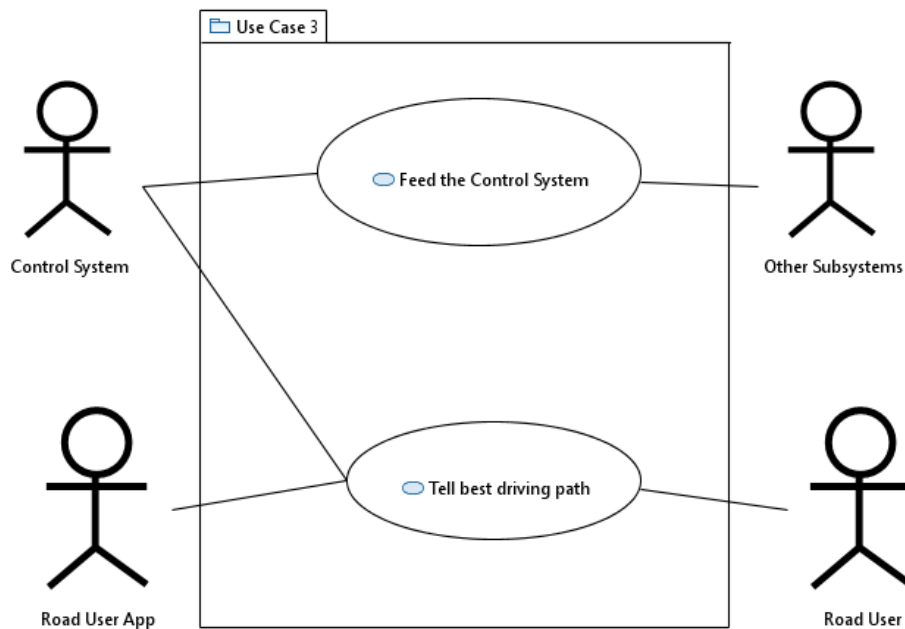 Use Case 3
Feed the Control System
Control System
Other Subsystems
Tell best driving path
Road User App
Road User